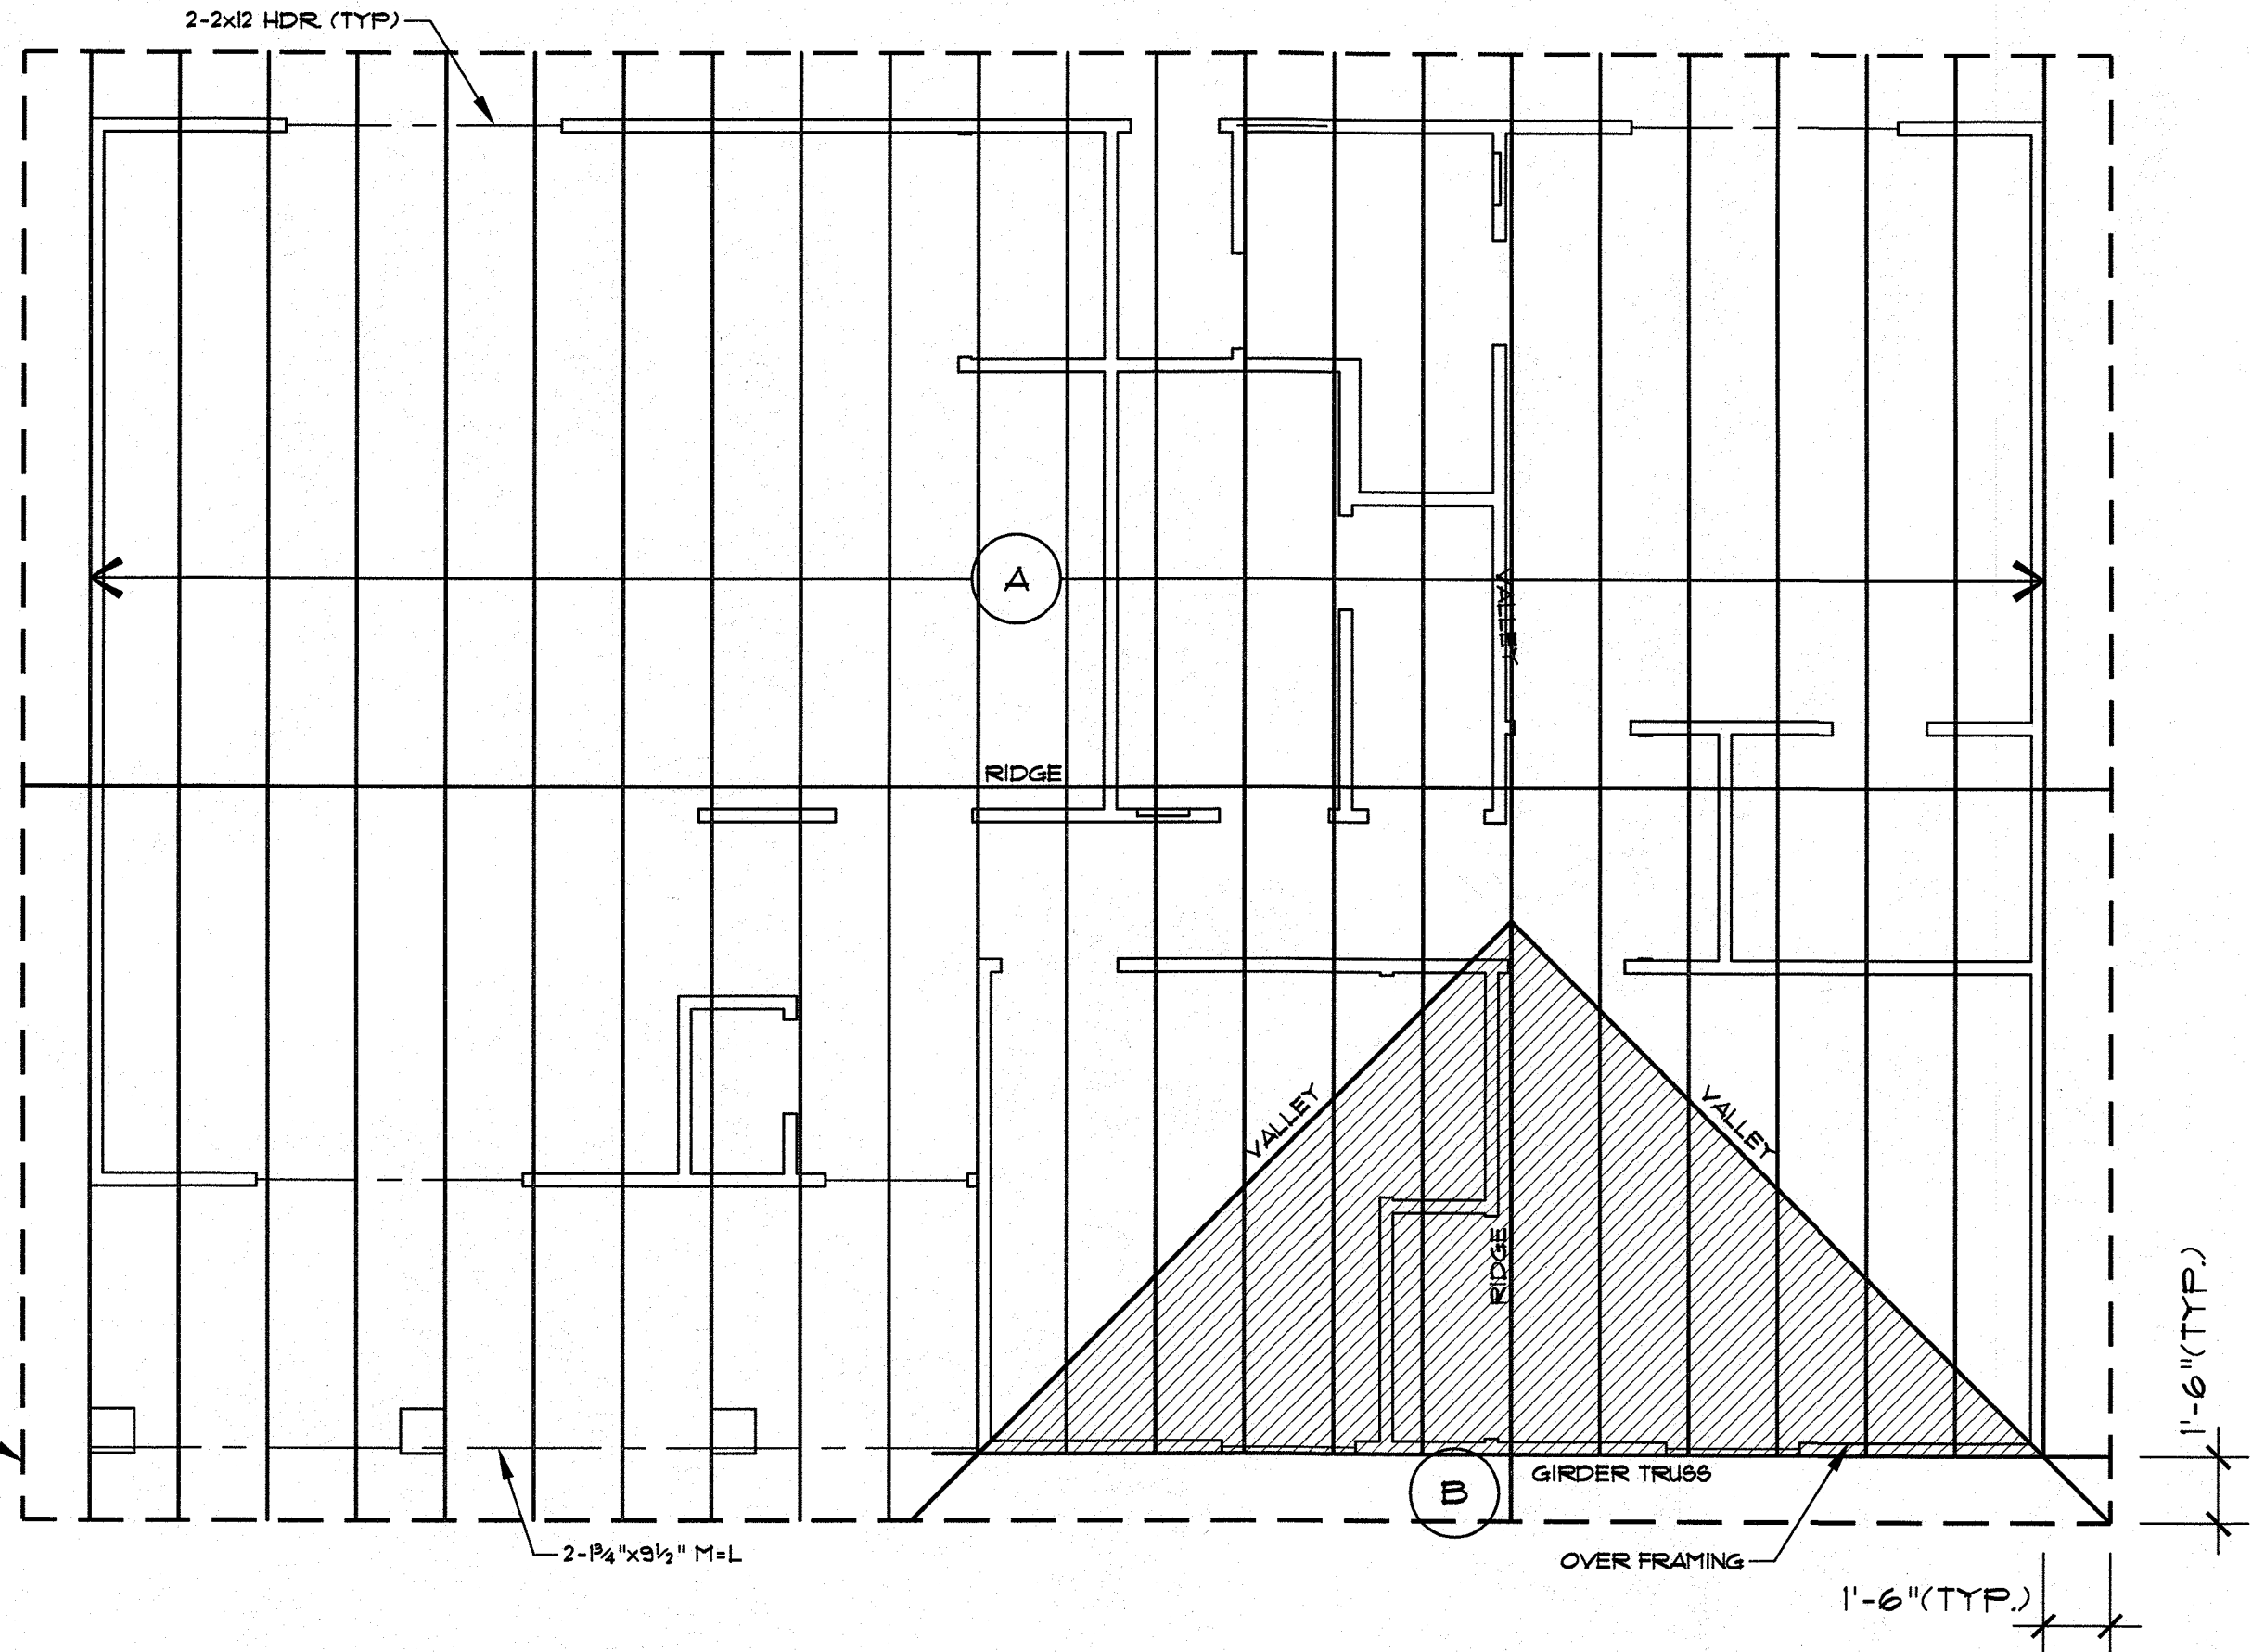 2-2x12 HDR (TYP)
A
VALLEY
RIDGE
VALLEY
VALLEY
RIDGE
1'-6"(TYP.)
GIRDER TRUSS
B
2-1¾"x9½" M=L
OVER FRAMING
1'-6"(TYP.)